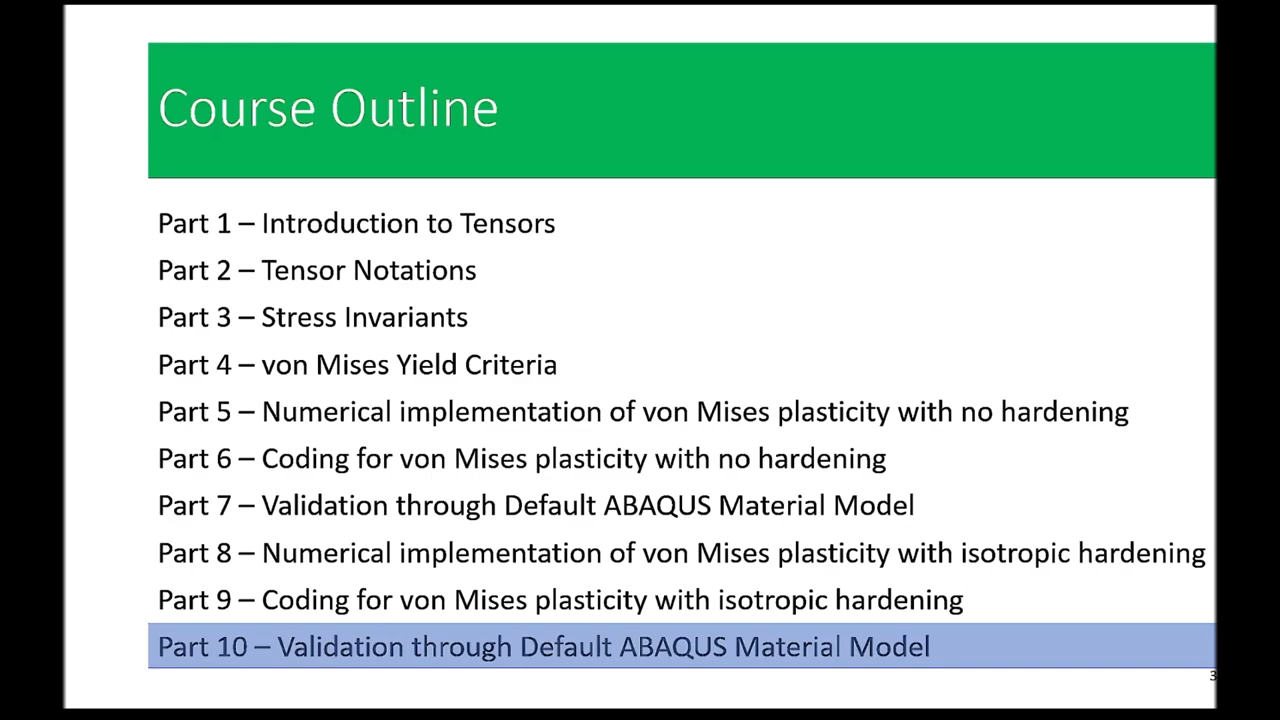 Course Outline
Part 1 – Introduction to Tensors
Part 2 – Tensor Notations
Part 3 – Stress Invariants
Part 4 – von Mises Yield Criteria
Part 5 – Numerical implementation of von Mises plasticity with no hardening
Part 6 – Coding for von Mises plasticity with no hardening
Part 7 – Validation through Default ABAQUS Material Model
Part 8 – Numerical implementation of von Mises plasticity with isotropic hardening
Part 9 – Coding for von Mises plasticity with isotropic hardening
Part 10 – Validation through Default ABAQUS Material Model
3